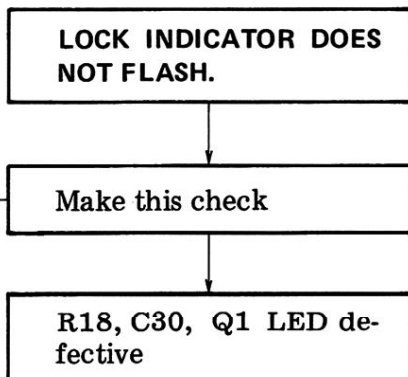 LOCK INDICATOR DOES
NOT FLASH.
Make this check
R18, C30, Q1 LED de-
fective